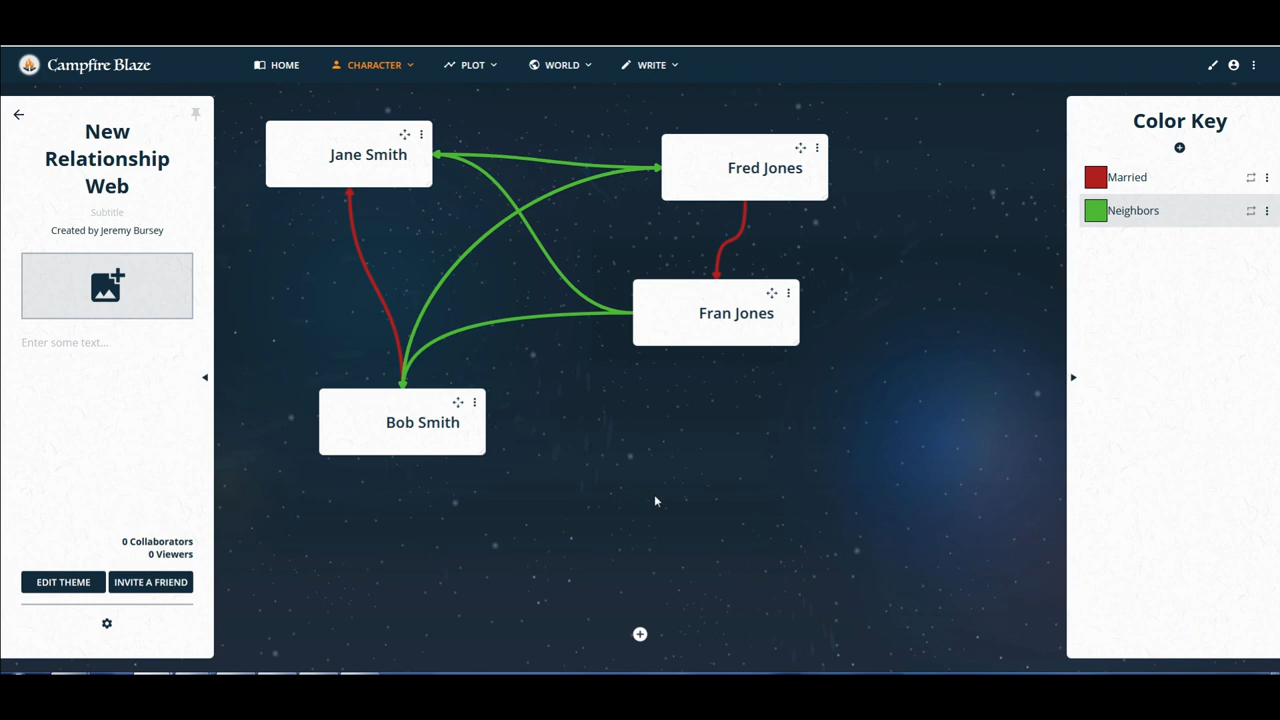 Campfire Blaze
HOME
CHARACTER
PLOT
WORLD
WRITE
New
Relationship
Web
Subtitle
Created by Jeremy Bursey
Enter some text...
0 Collaborators
0 Viewers
EDIT THEME
INVITE A FRIEND
Jane Smith
Fred Jones
Fran Jones
Bob Smith
Color Key
Married
Neighbors